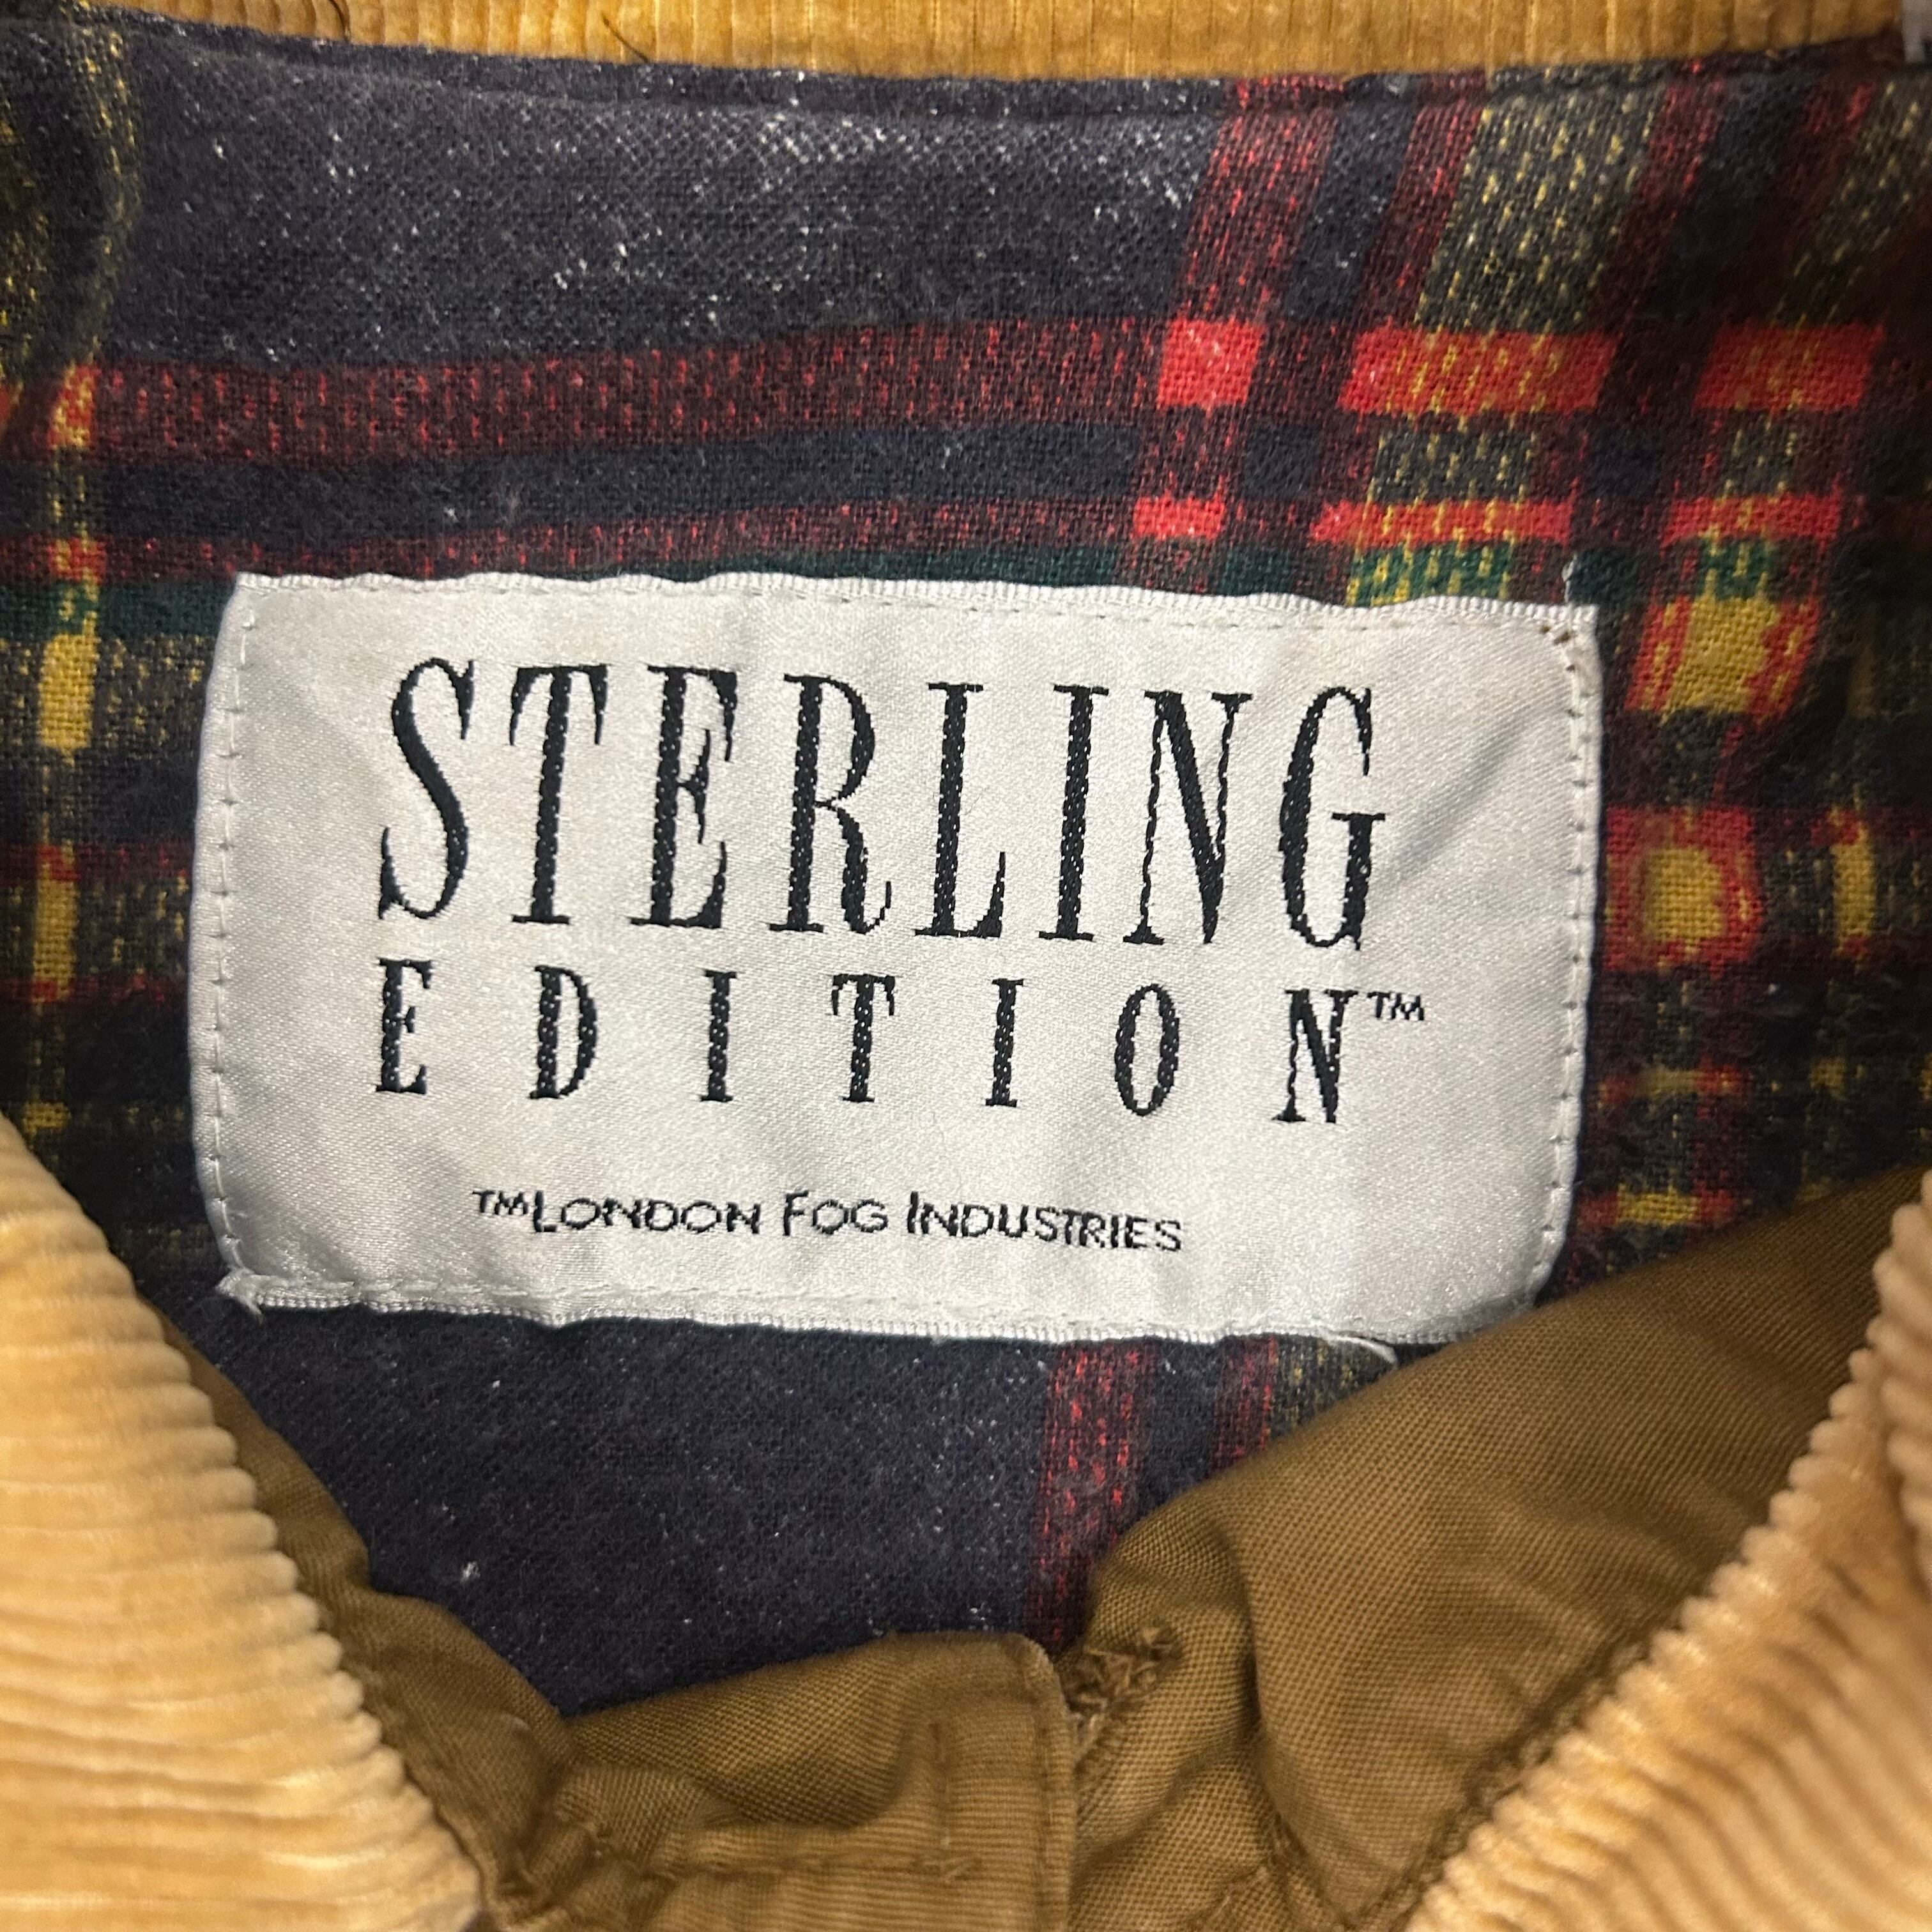 STERLING
EDITION™
™LONDON FOG INDUSTRIES